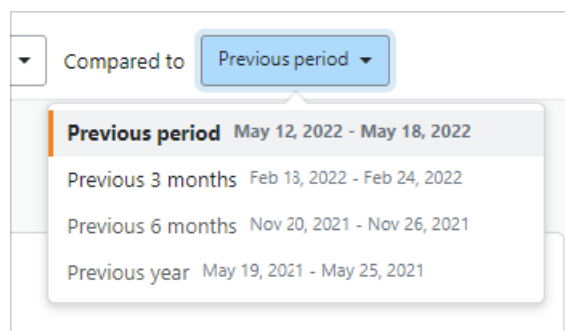 Compared to Previous period
Previous period May 12, 2022 - May 18, 2022
Previous 3 months Feb 18, 2022 - Feb 24, 2022
Previous 6 months Nov 20, 2021 - Nov 26, 2021
Previous year May 19, 2021 - May 25, 2021